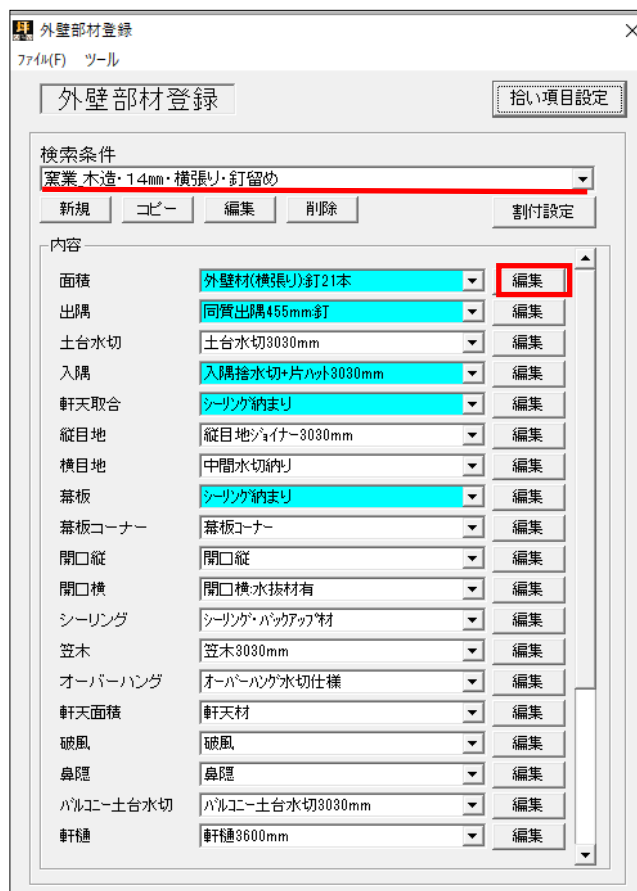 外壁部材登録
ファイル(F) ツール
外壁部材登録 拾い項目設定
検索条件
窯業_木造・14mm・横張り・釘留め
新規 コピー 編集 削除 割付設定
内容
面積 外壁材(横張り):釘21本 編集
出隅 同質出隅455mm:釘 編集
土台水切 土台水切3030mm 編集
入隅 入隅捨水切+片ハット3030mm 編集
軒天取合 シーリング納まり 編集
縦目地 縦目地ジョイナー3030mm 編集
横目地 中間水切納り 編集
幕板 シーリング納まり 編集
幕板コーナー 幕板コーナー 編集
開口縦 開口縦 編集
開口横 開口横:水抜材有 編集
シーリング シーリング・バックアップ材 編集
笠木 笠木3030mm 編集
オーバーハング オーバーハング水切仕様 編集
軒天面積 軒天材 編集
破風 破風 編集
鼻隠 鼻隠 編集
バルコニー土台水切 バルコニー土台水切3030mm 編集
軒樋 軒樋3600mm 編集